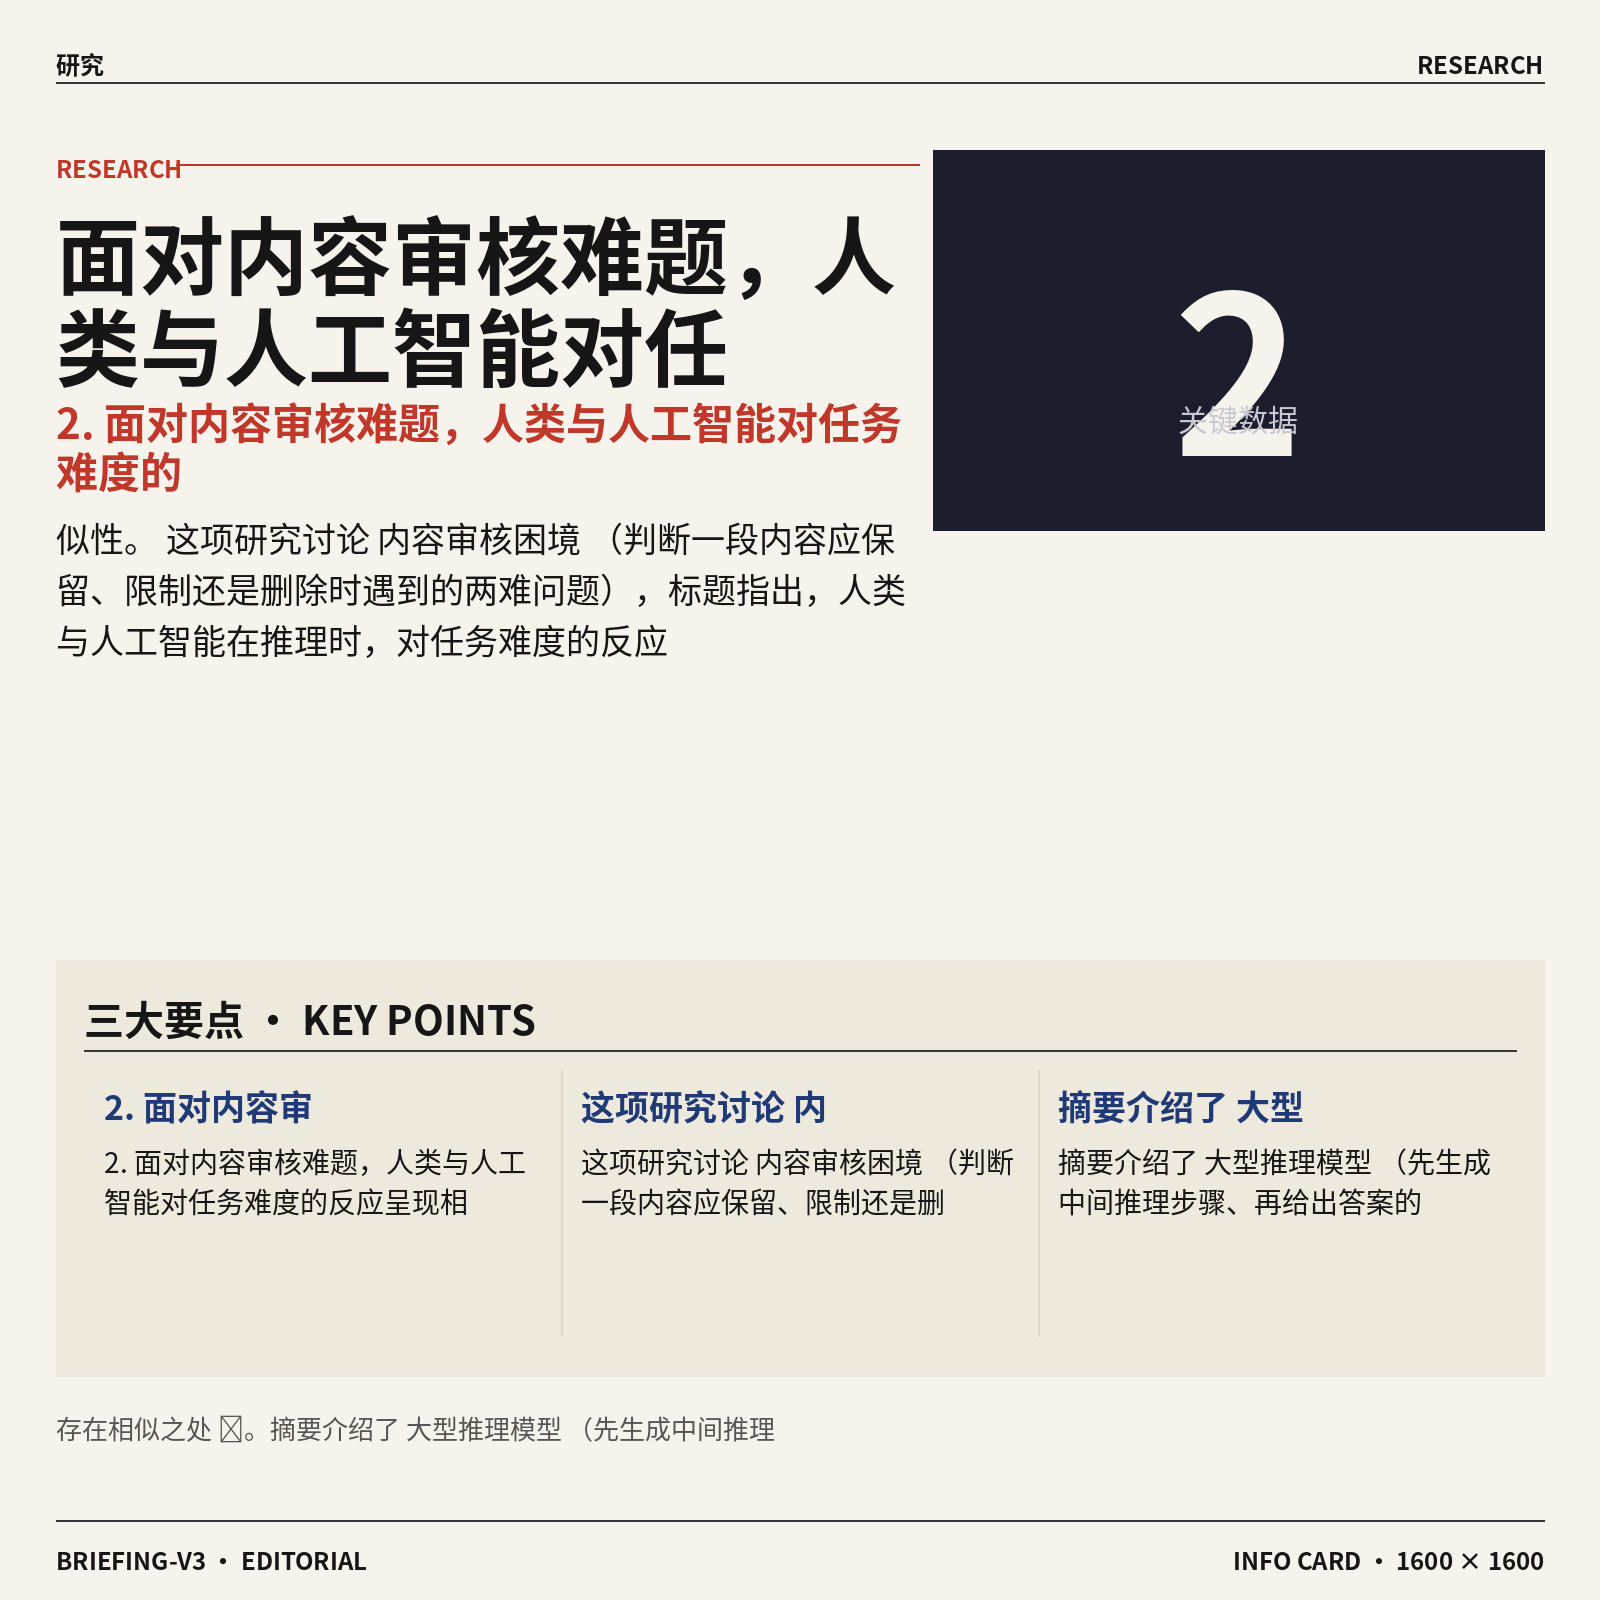 研究
RESEARCH
RESEARCH
面对内容审核难题，人
类与人工智能对任
2. 面对内容审核难题，人类与人工智能对任务
难度的
似性。 这项研究讨论 内容审核困境 （判断一段内容应保
留、限制还是删除时遇到的两难问题），标题指出，人类
与人工智能在推理时，对任务难度的反应
2
关键数据
三大要点 • KEY POINTS
2. 面对内容审
2. 面对内容审核难题，人类与人工
智能对任务难度的反应呈现相
这项研究讨论 内
这项研究讨论 内容审核困境 （判断
一段内容应保留、限制还是删
摘要介绍了 大型
摘要介绍了 大型推理模型 （先生成
中间推理步骤、再给出答案的
存在相似之处 。摘要介绍了 大型推理模型 （先生成中间推理
BRIEFING-V3 • EDITORIAL
INFO CARD • 1600 × 1600